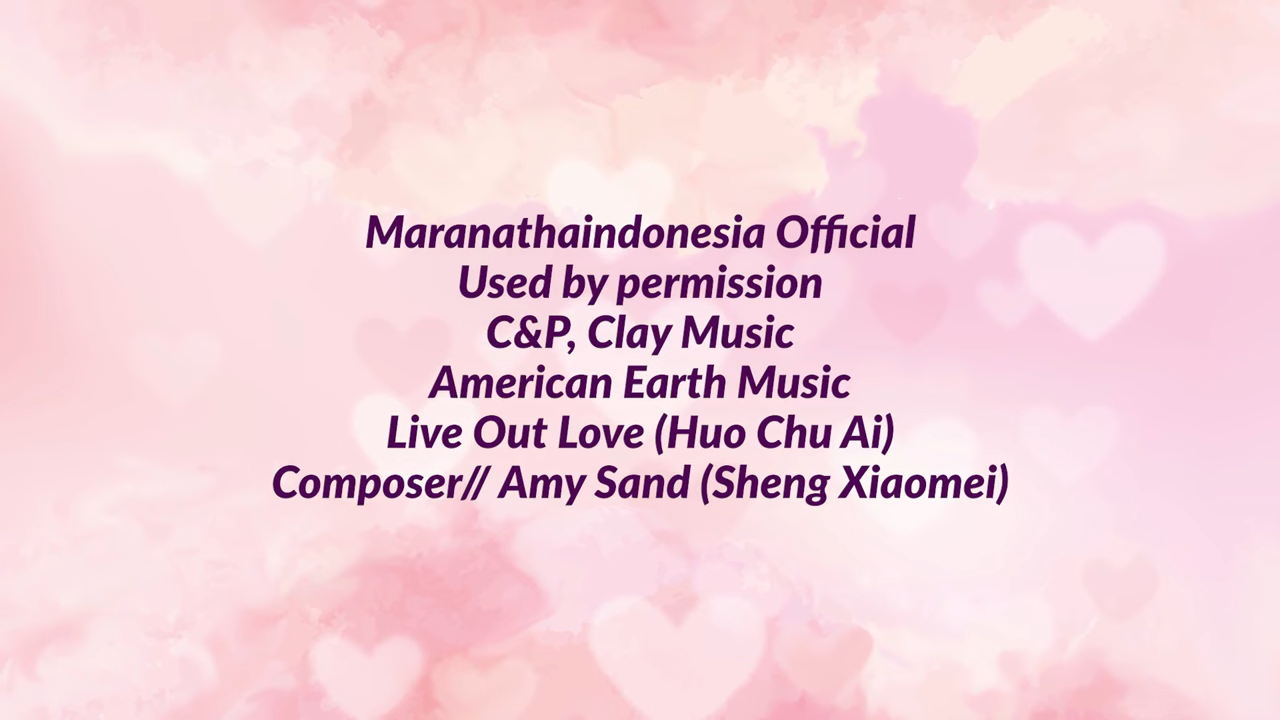 Maranathaindonesia Official
Used by permission
C&P, Clay Music
American Earth Music
Live Out Love (Huo Chu Ai)
Composer// Amy Sand (Sheng Xiaomei)